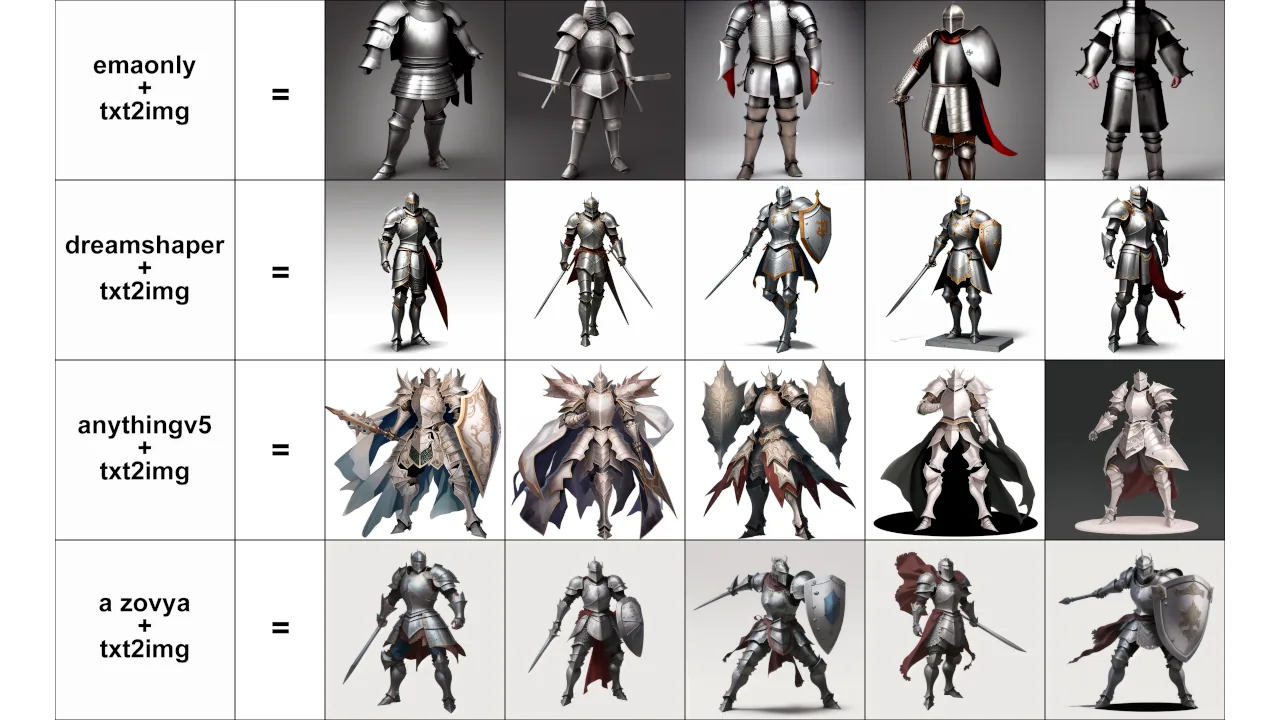 emaonly
+
txt2img
=
dreamshaper
+
txt2img
=
anythingv5
+
txt2img
=
a zovya
+
txt2img
=